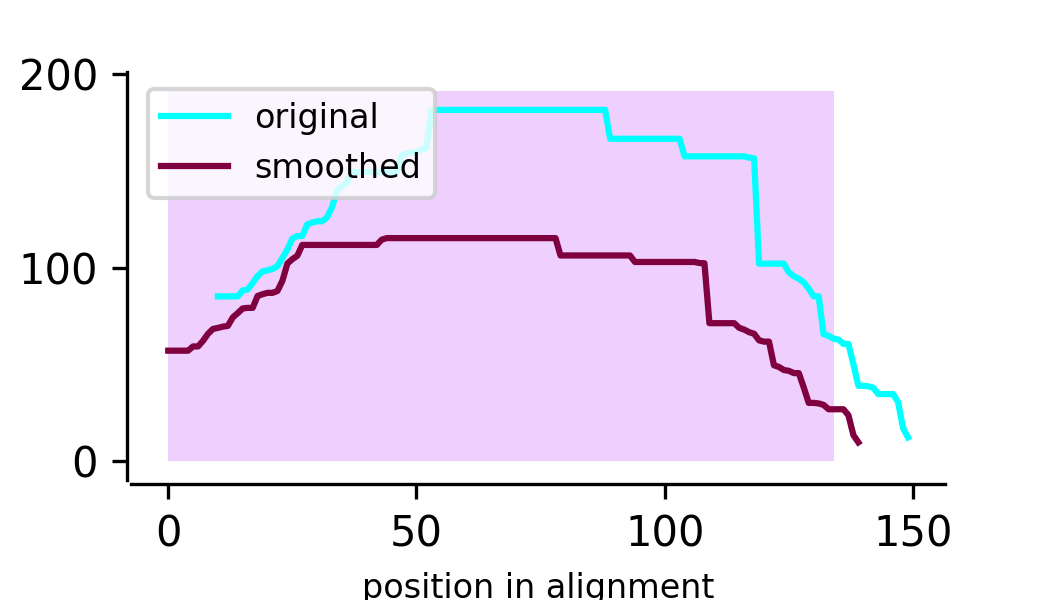 200
original
smoothed
100
0
0 50 100 150
position in alignment